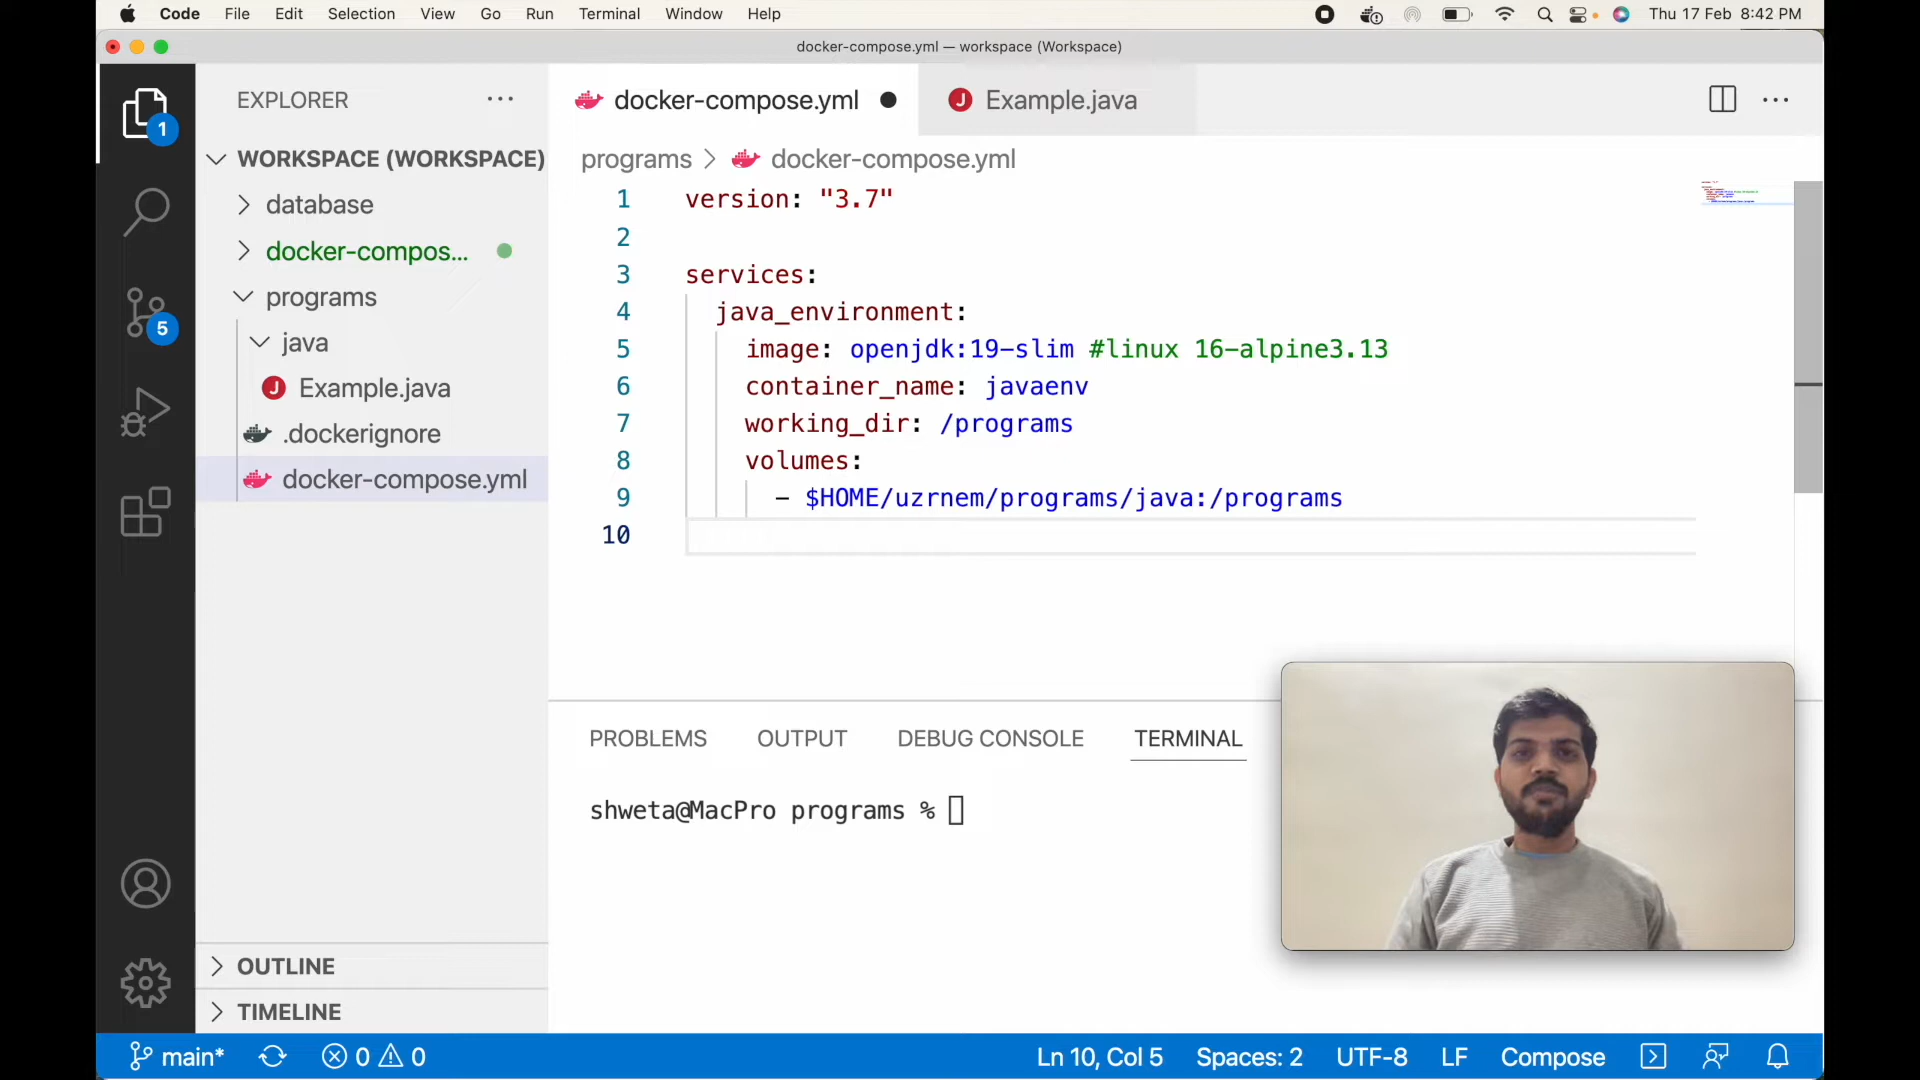 Code File Edit Selection View Go Run Terminal Window Help Thu 17 Feb 8:42 PM
docker-compose.yml — workspace (Workspace)
EXPLORER ...
1
WORKSPACE (WORKSPACE)
database
docker-compos...
programs
java
J Example.java
.dockerignore
docker-compose.yml
5
OUTLINE
TIMELINE
docker-compose.yml J Example.java ...
programs > docker-compose.yml
1 version: "3.7"
2
3 services:
4 java_environment:
5 image: openjdk:19-slim #linux 16-alpine3.13
6 container_name: javaenv
7 working_dir: /programs
8 volumes:
9 - $HOME/uzrnem/programs/java:/programs
10
PROBLEMS OUTPUT DEBUG CONSOLE TERMINAL
shweta@MacPro programs %
main* 0 0 Ln 10, Col 5 Spaces: 2 UTF-8 LF Compose